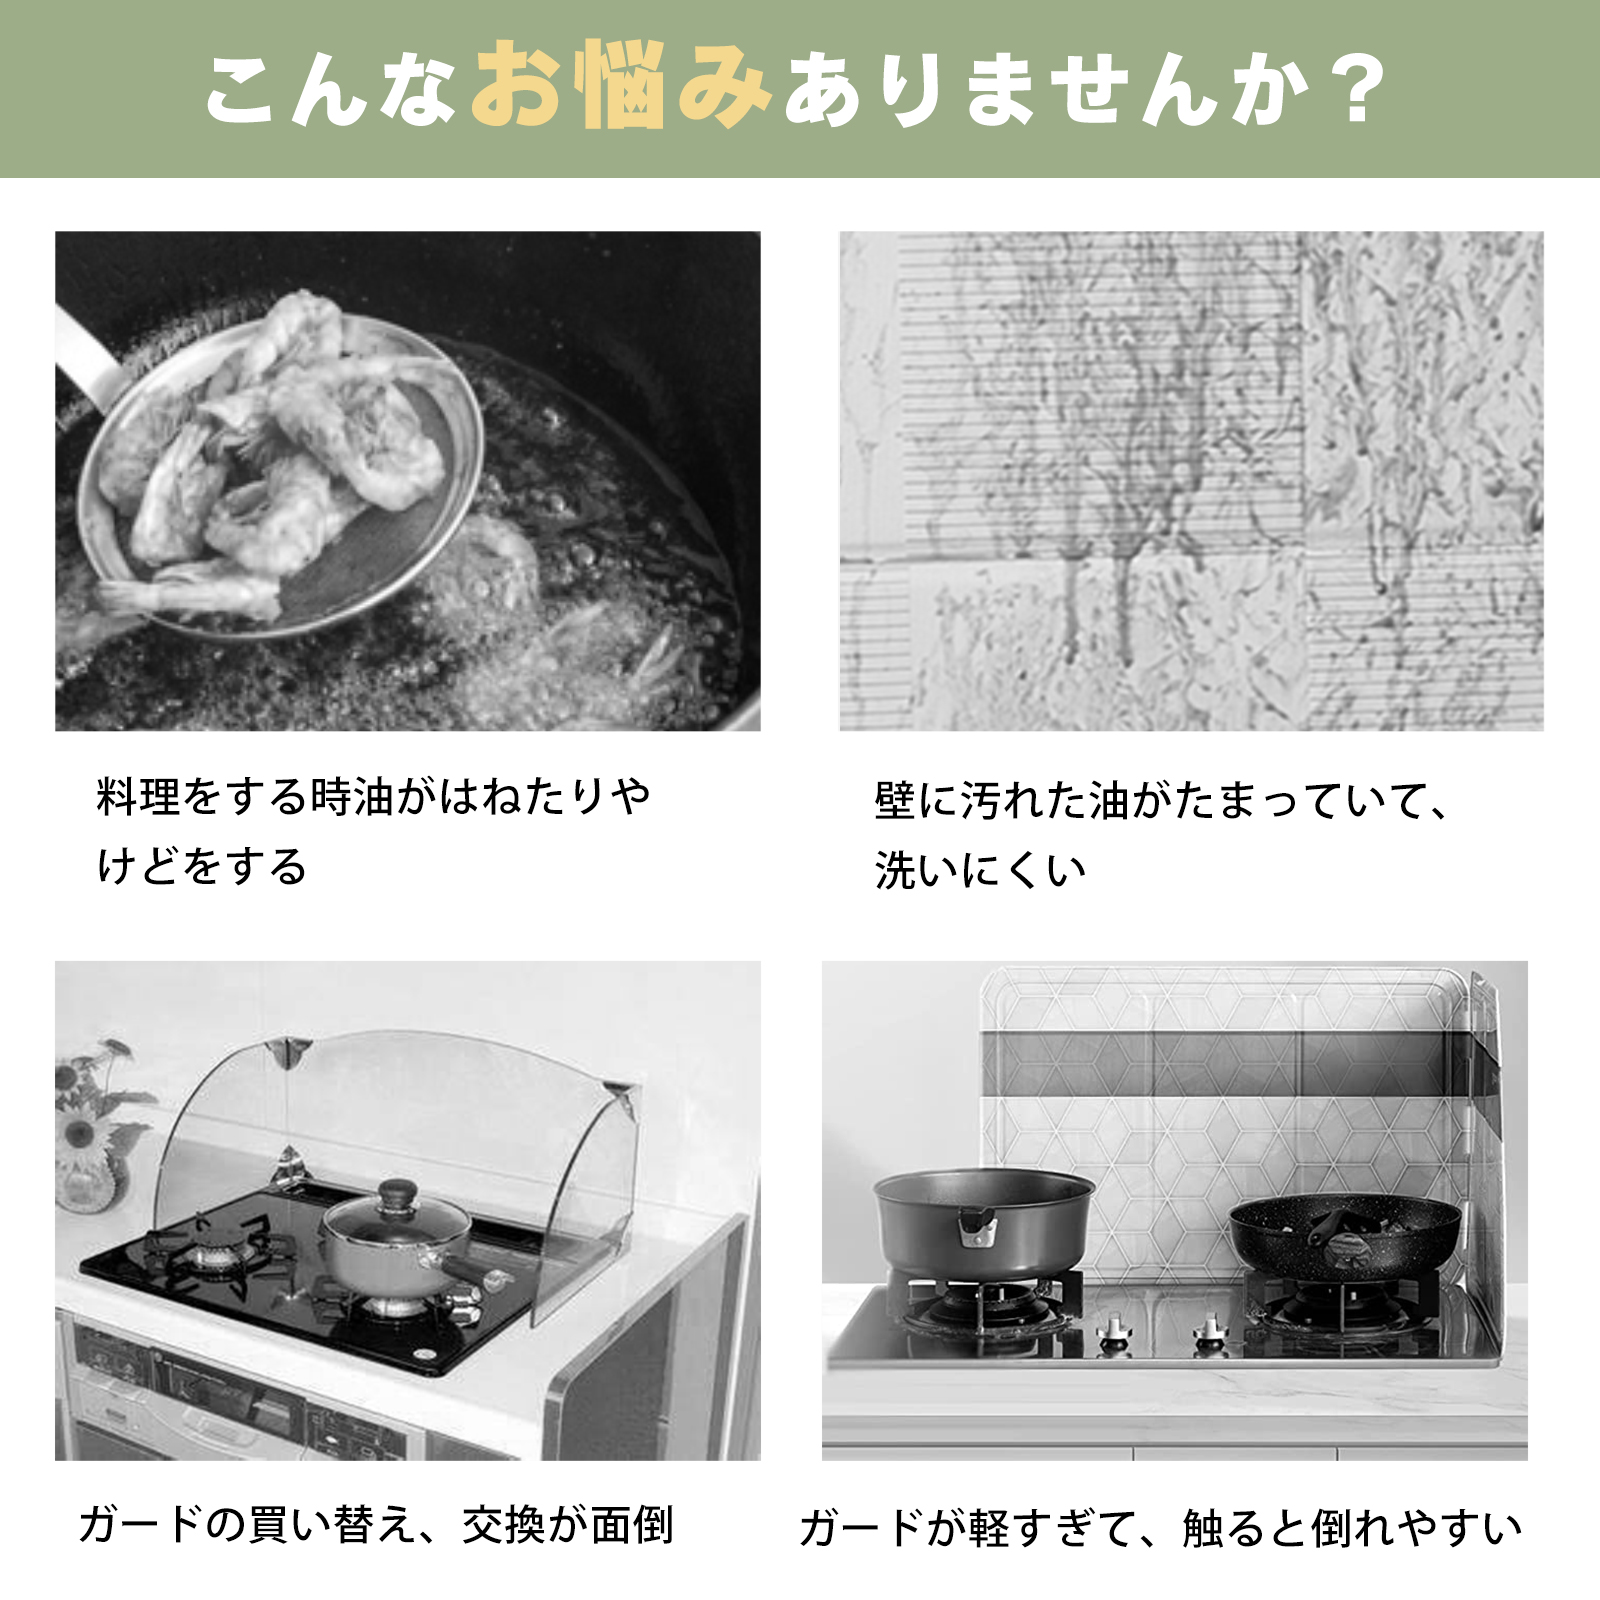 こんなお悩みありませんか？
料理をする時油がはねたりや
けどをする
壁に汚れた油がたまっていて、
洗いにくい
ガードの買い替え、交換が面倒
ガードが軽すぎて、触ると倒れやすい